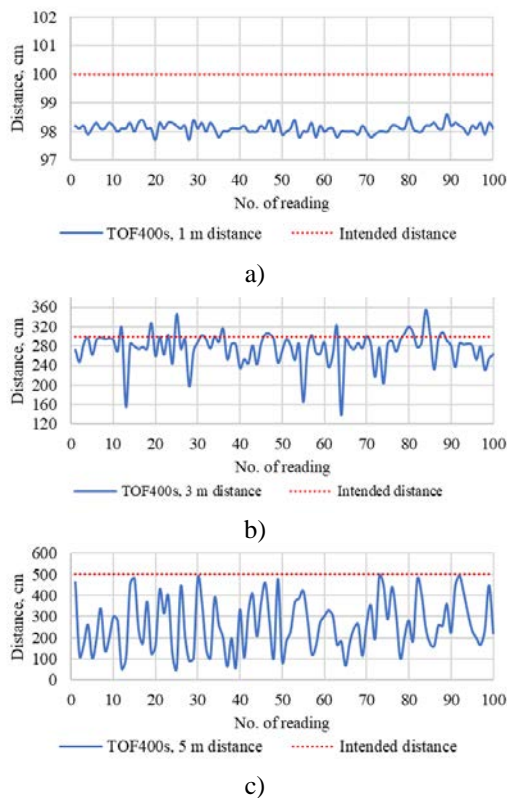 102
101
100
99
98
97
Distance, cm
0 10 20 30 40 50 60 70 80 90 100
No. of reading
TOF400s, 1 m distance Intended distance
a)
360
320
280
240
200
160
120
Distance, cm
0 10 20 30 40 50 60 70 80 90 100
No. of reading
TOF400s, 3 m distance Intended distance
b)
600
500
400
300
200
100
0
Distance, cm
0 10 20 30 40 50 60 70 80 90 100
No. of reading
TOF400s, 5 m distance Intended distance
c)